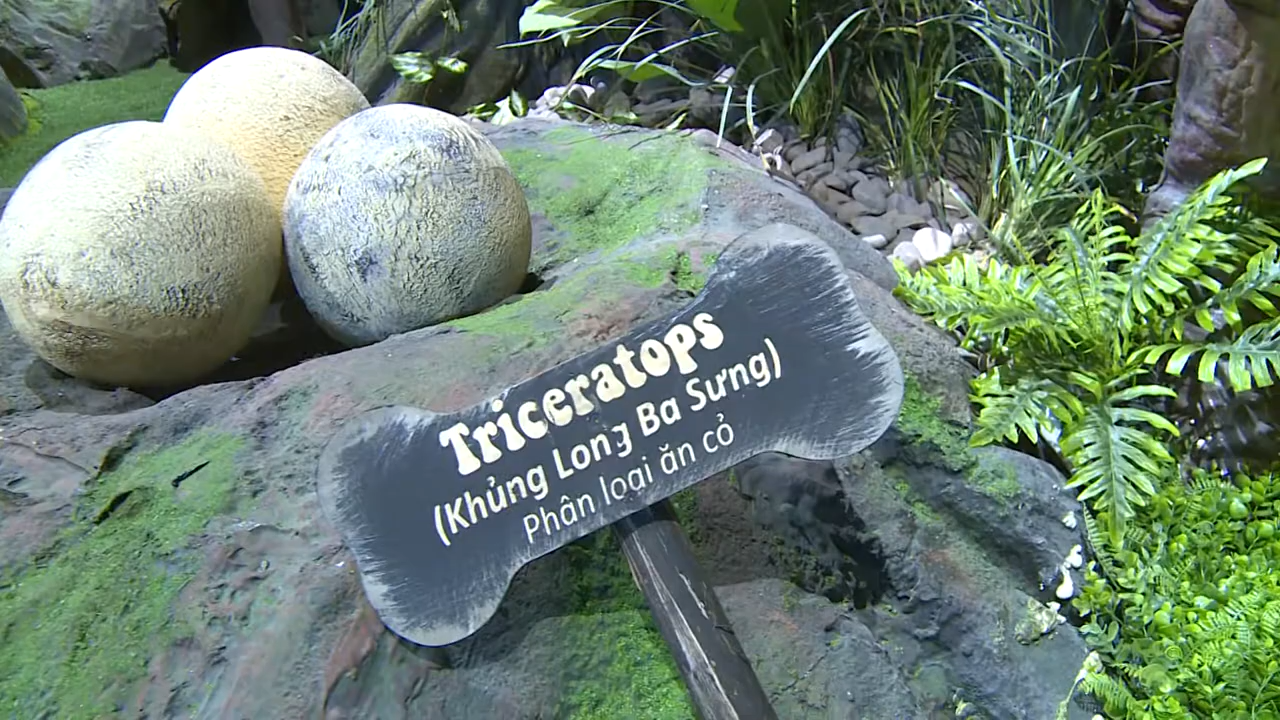 Triceratops
(Khủng Long Ba Sưng)
Phân loại ăn cỏ